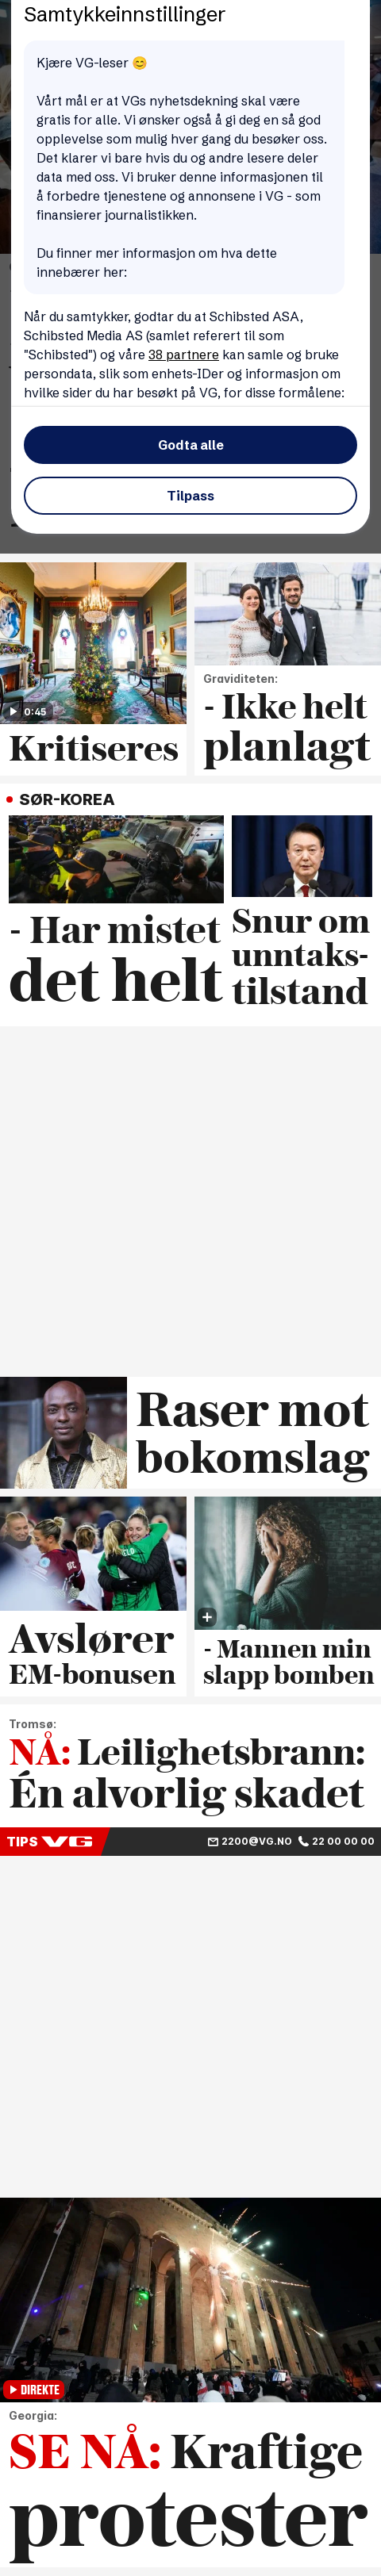 Samtykkeinnstillinger
Kjære VG-leser 😊
Vårt mål er at VGs nyhetsdekning skal være
gratis for alle. Vi ønsker også å gi deg en så god
opplevelse som mulig hver gang du besøker oss.
Det klarer vi bare hvis du og andre lesere deler
data med oss. Vi bruker denne informasjonen til
å forbedre tjenestene og annonsene i VG - som
finansierer journalistikken.
Du finner mer informasjon om hva dette
innebærer her:
Når du samtykker, godtar du at Schibsted ASA,
Schibsted Media AS (samlet referert til som
"Schibsted") og våre 38 partnere kan samle og bruke
persondata, slik som enhets-IDer og informasjon om
hvilke sider du har besøkt på VG, for disse formålene:
Godta alle
Tilpass
0:45
Kritiseres
Graviditeten:
- Ikke helt
planlagt
SØR-KOREA
- Har mistet
det helt
Snur om
unntaks-
tilstand
Raser mot
bokomslag
Avslører
EM-bonusen
- Mannen min
slapp bomben
Tromsø:
NÅ: Leilighetsbrann:
Én alvorlig skadet
TIPS VG 2200@VG.NO 22 00 00 00
DIREKTE
Georgia:
SE NÅ: Kraftige
protester